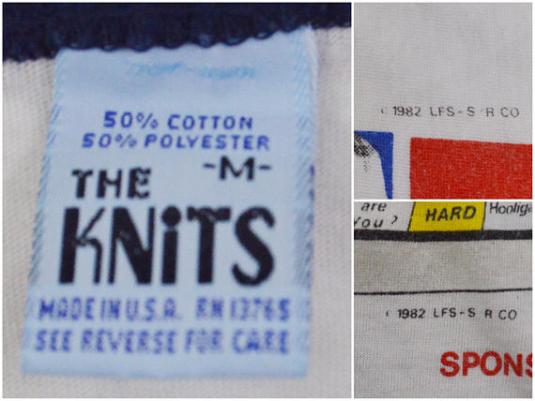 50% COTTON
50% POLYESTER
-M-
THE
KNiTS
MADE IN U.S.A. RN 13765
SEE REVERSE FOR CARE
1982 LFS-S R CO
are
You?
HARD
Hoolig
1982 LFS-S R CO
SPONS